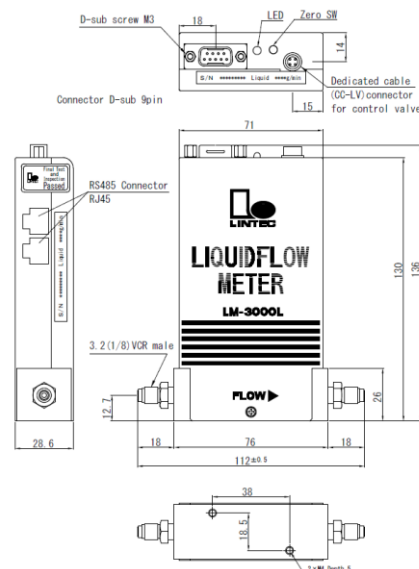 D-sub screw M3
18
LED
Zero SW
14
S/N ********* Liquid ****g/min
Connector D-sub 9pin
Dedicated cable
(CC-LV)connector
for control valve
15
71
Final Test
and
Inspection
Passed
RS485 Connector
RJ45
LINTEC
LIQUIDFLOW
METER
LM-3000L
130
136
3.2(1/8)VCR male
FLOW
12.7
26
28.6
18
76
18
112±0.5
38
18.5
2×M4 Depth 5